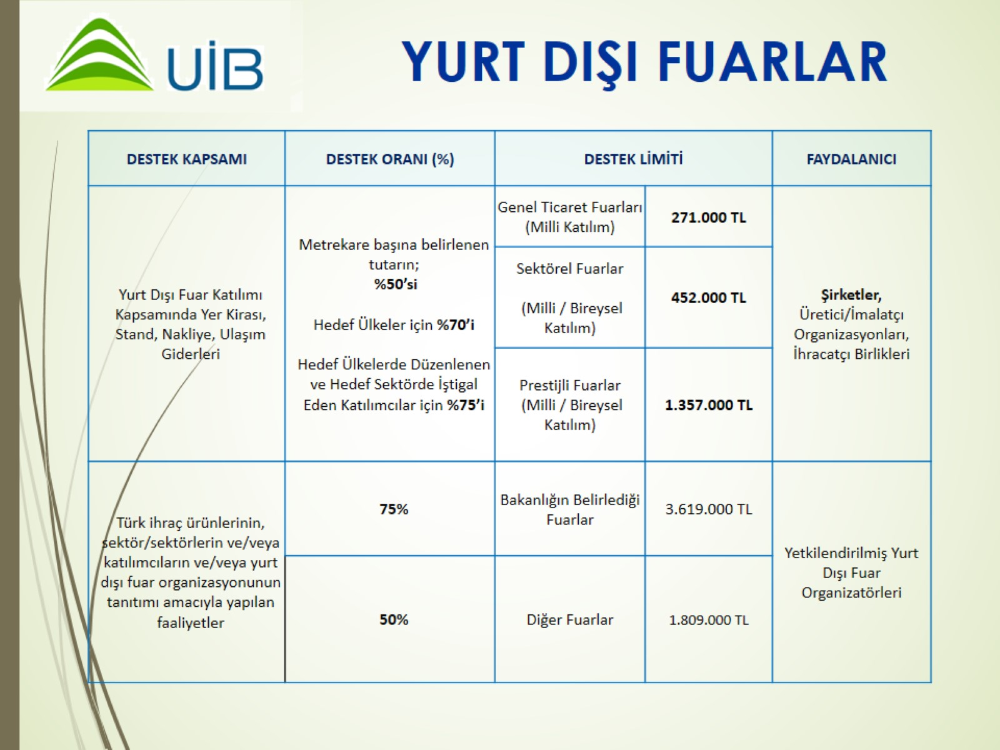 UİB
YURT DIŞI FUARLAR
DESTEK KAPSAMI
DESTEK ORANI (%)
DESTEK LİMİTİ
FAYDALANICI
Yurt Dışı Fuar Katılımı
Kapsamında Yer Kirası,
Stand, Nakliye, Ulaşım
Giderleri
Metrekare başına belirlenen
tutarın;
%50’si
Hedef Ülkeler için %70’i
Hedef Ülkelerde Düzenlenen
ve Hedef Sektörde İştigal
Eden Katılımcılar için %75’i
Genel Ticaret Fuarları
(Milli Katılım)
271.000 TL
Sektörel Fuarlar
(Milli / Bireysel
Katılım)
452.000 TL
Prestijli Fuarlar
(Milli / Bireysel
Katılım)
1.357.000 TL
Şirketler,
Üretici/İmalatçı
Organizasyonları,
İhracatçı Birlikleri
Türk ihraç ürünlerinin,
sektör/sektörlerin ve/veya
katılımcıların ve/veya yurt
dışı fuar organizasyonunun
tanıtımı amacıyla yapılan
faaliyetler
75%
Bakanlığın Belirlediği
Fuarlar
3.619.000 TL
50%
Diğer Fuarlar
1.809.000 TL
Yetkilendirilmiş Yurt
Dışı Fuar
Organizatörleri